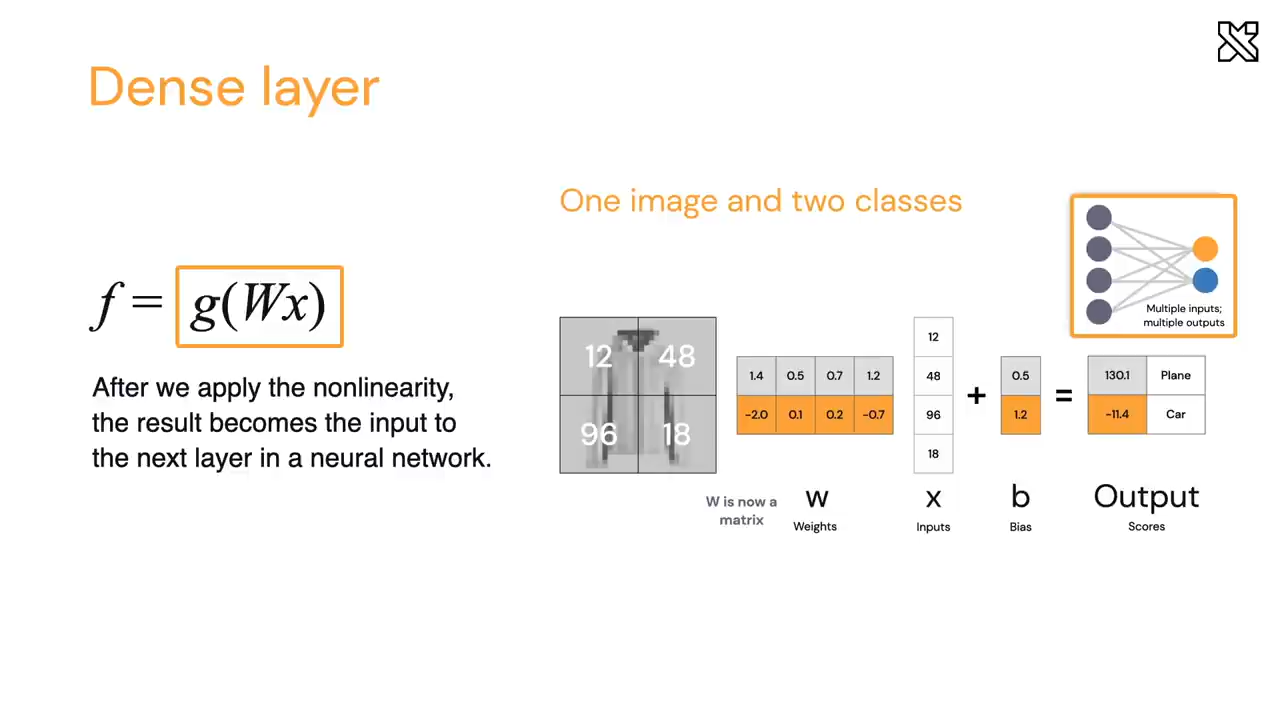 Dense layer
One image and two classes
Multiple inputs;
multiple outputs
f = g(Wx)
After we apply the nonlinearity,
the result becomes the input to
the next layer in a neural network.
12 48
96 18
1.4 0.5 0.7 1.2
-2.0 0.1 0.2 -0.7
12
48
96
18
+
0.5
1.2
=
130.1 Plane
-11.4 Car
W is now a
matrix
w
Weights
x
Inputs
b
Bias
Output
Scores